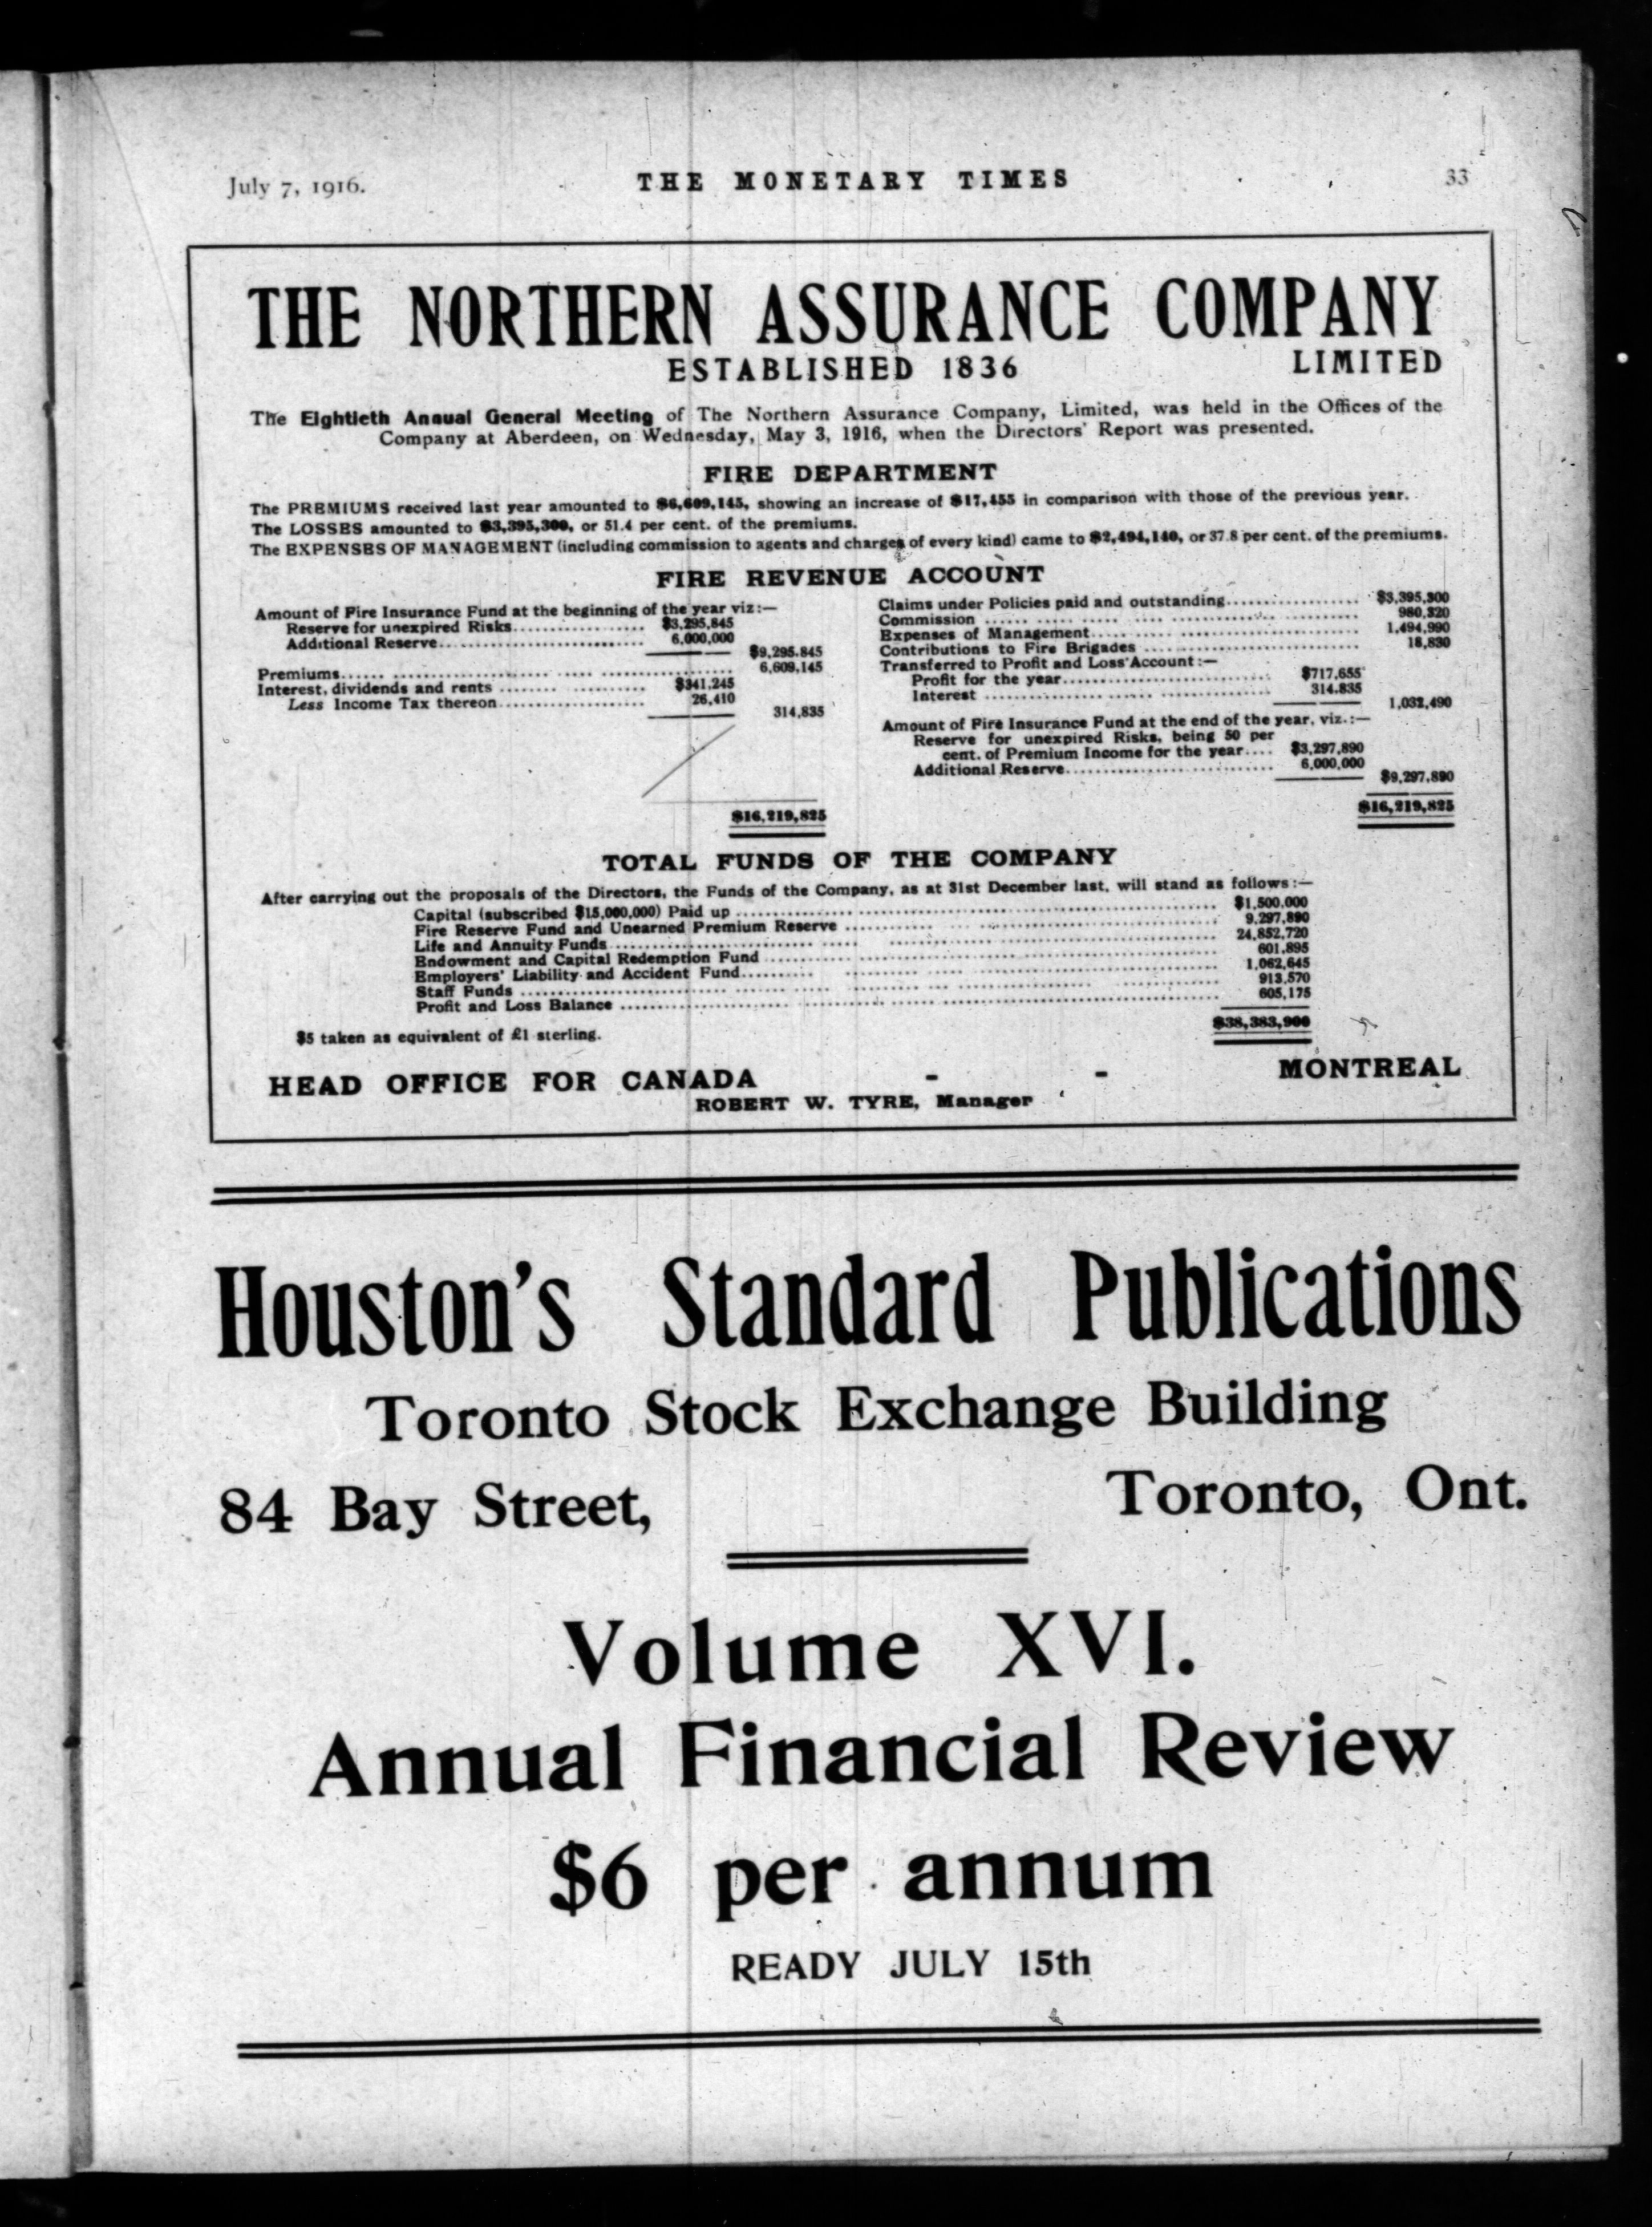 July 7, 1916.
THE MONETARY TIMES
33
THE NORTHERN ASSURANCE COMPANY
ESTABLISHED 1836
LIMITED
The Eightieth Annual General Meeting of The Northern Assurance Company, Limited, was held in the Offices of the
Company at Aberdeen, on Wednesday, May 3, 1916, when the Directors' Report was presented.
FIRE DEPARTMENT
The PREMIUMS received last year amounted to $6,609,145, showing an increase of $17,455 in comparison with those of the previous year.
The LOSSES amounted to $3,395,300, or 51.4 per cent. of the premiums.
The EXPENSES OF MANAGEMENT (including commission to agents and charges of every kind) came to $2,494,140, or 37.8 per cent. of the premiums.
FIRE REVENUE ACCOUNT
Amount of Fire Insurance Fund at the beginning of the year viz:—
Reserve for unexpired Risks $3,295,845
Additional Reserve 6,000,000
$9,295,845
Premiums 6,609,145
Interest, dividends and rents $341,245
Less Income Tax thereon 26,410
314,835
$16,219,825
Claims under Policies paid and outstanding $3,395,300
Commission 980,320
Expenses of Management 1,494,990
Contributions to Fire Brigades 18,830
Transferred to Profit and Loss Account:—
Profit for the year $717,655
Interest 314,835
1,032,490
Amount of Fire Insurance Fund at the end of the year, viz.:—
Reserve for unexpired Risks, being 50 per
cent. of Premium Income for the year $3,297,890
Additional Reserve 6,000,000
$9,297,890
$16,219,825
TOTAL FUNDS OF THE COMPANY
After carrying out the proposals of the Directors, the Funds of the Company, as at 31st December last, will stand as follows:—
Capital (subscribed $15,000,000) Paid up $1,500,000
Fire Reserve Fund and Unearned Premium Reserve 9,297,890
Life and Annuity Funds 24,852,720
Endowment and Capital Redemption Fund 601,895
Employers' Liability and Accident Fund 1,062,645
Staff Funds 913,570
Profit and Loss Balance 605,175
$38,383,900
$5 taken as equivalent of £1 sterling.
HEAD OFFICE FOR CANADA - - MONTREAL
ROBERT W. TYRE, Manager
Houston's Standard Publications
Toronto Stock Exchange Building
84 Bay Street, Toronto, Ont.
Volume XVI.
Annual Financial Review
$6 per annum
READY JULY 15th